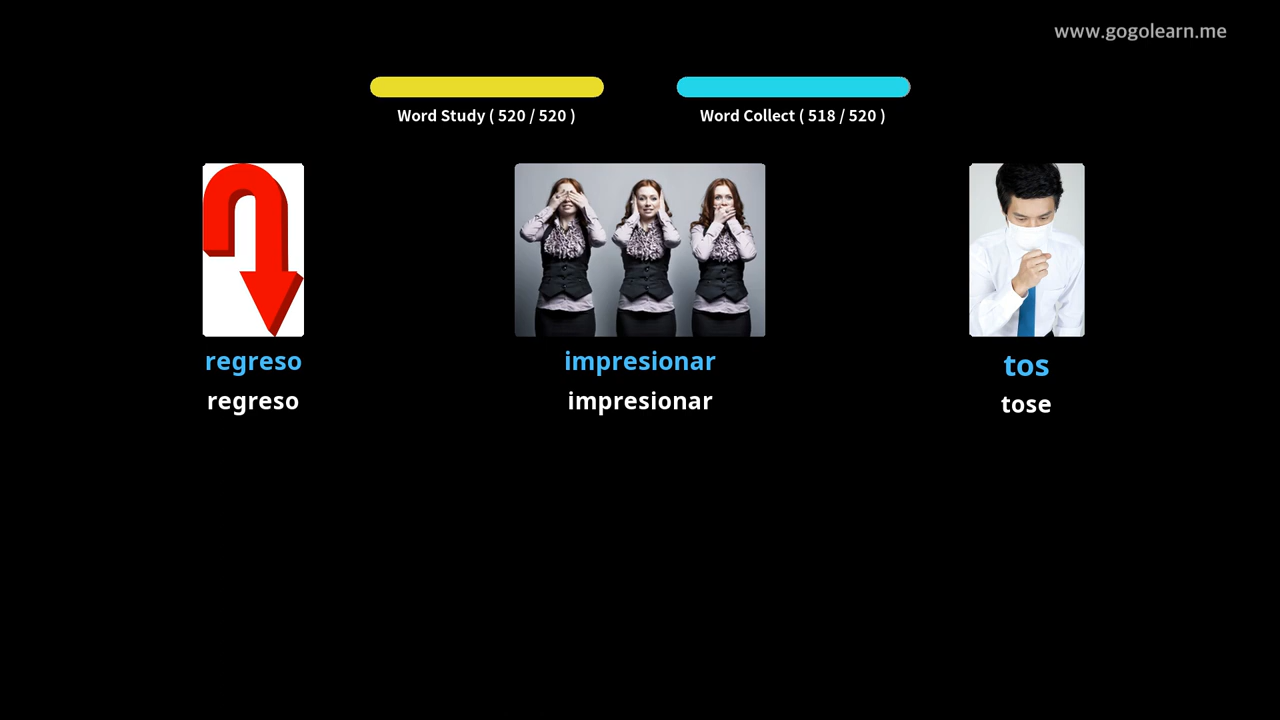 www.gogolearn.me
Word Study ( 520 / 520 )
Word Collect ( 518 / 520 )
regreso
impresionar
tos
regreso
impresionar
tose